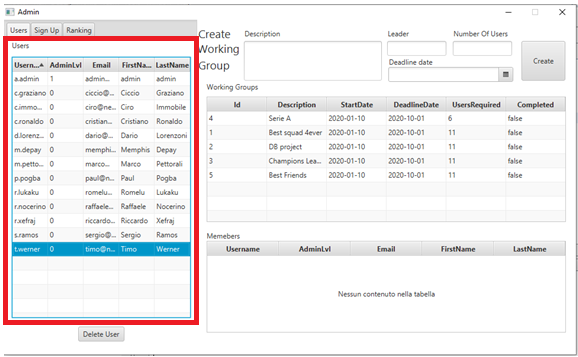 Admin
Users Sign Up Ranking
Users
Usern... AdminLvl Email FirstNa... LastName
a.admin 1 admin... admin admin
c.graziano 0 ciccio@... Ciccio Graziano
c.immo... 0 ciro@ne... Ciro Immobile
c.ronaldo 0 cristian... Cristiano Ronaldo
d.lorenz... 0 dario@... Dario Lorenzoni
m.depay 0 memphi... Memphis Depay
m.petto... 0 marco... Marco Pettorali
p.pogba 0 paul@n... Paul Pogba
r.lukaku 0 romelu... Romelu Lukaku
r.nocerino 0 raffaele... Raffaele Nocerino
r.xefraj 0 riccardo... Riccardo Xefraj
s.ramos 0 sergio@... Sergio Ramos
t.werner 0 timo@n... Timo Werner
Delete User
Create
Working
Group
Description
Leader
Number Of Users
Deadline date
Create
Working Groups
Id Description StartDate DeadlineDate UsersRequired Completed
4 Serie A 2020-01-10 2020-10-01 6 false
1 Best squad 4ever 2020-01-10 2020-10-01 11 false
2 DB project 2020-01-10 2020-10-01 11 false
3 Champions Lea... 2020-01-10 2020-10-01 11 false
5 Best Friends 2020-01-10 2020-10-01 11 false
Memebers
Username AdminLvl Email FirstName LastName
Nessun contenuto nella tabella